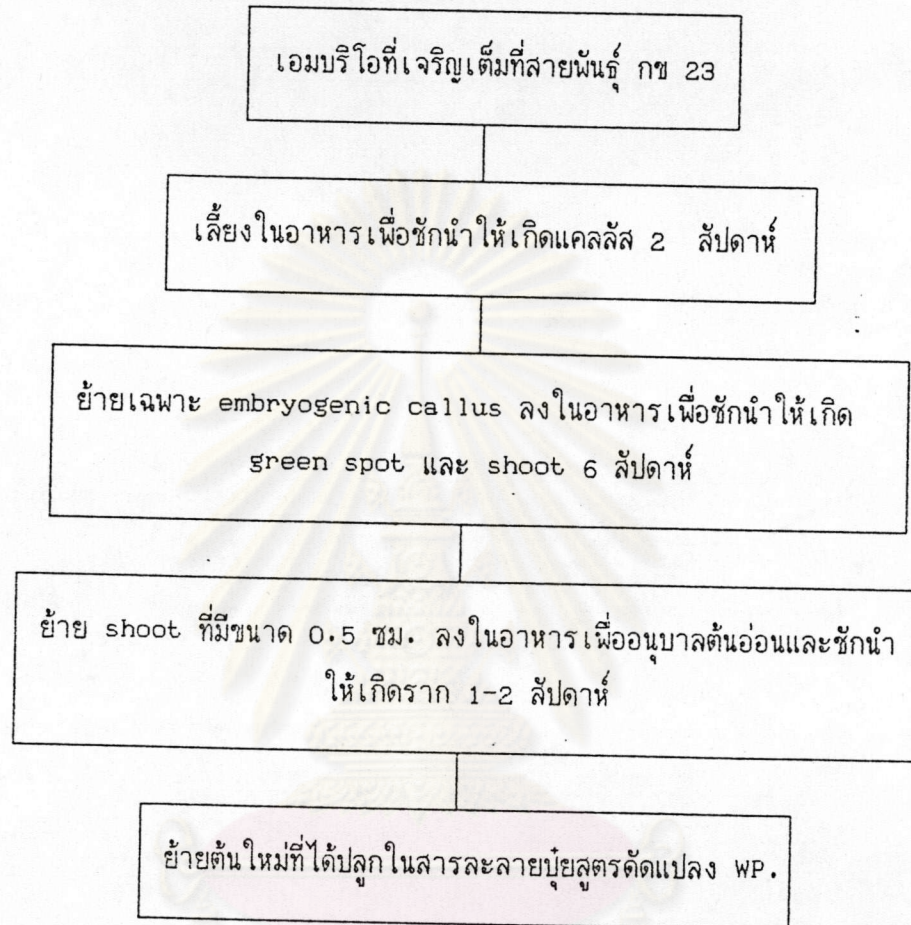 เอมบริโอที่เจริญเต็มที่สายพันธุ์ กข 23
เลี้ยงในอาหารเพื่อชักนำให้เกิดแคลลัส 2 สัปดาห์
ย้ายเฉพาะ embryogenic callus ลงในอาหารเพื่อชักนำให้เกิด
green spot และ shoot 6 สัปดาห์
ย้าย shoot ที่มีขนาด 0.5 ซม. ลงในอาหารเพื่ออนุบาลต้นอ่อนและชักนำ
ให้เกิดราก 1-2 สัปดาห์
ย้ายต้นใหม่ที่ได้ปลูกในสารละลายปุ๋ยสูตรดัดแปลง WP.